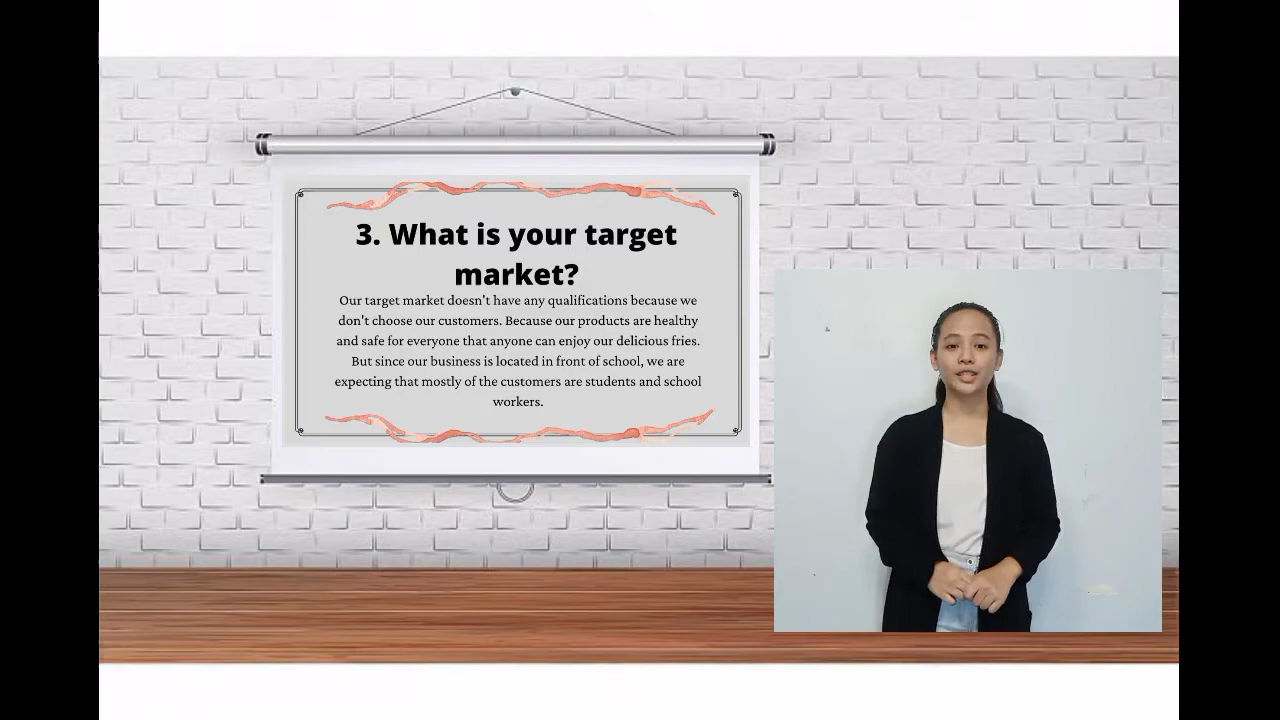 3. What is your target
market?
Our target market doesn't have any qualifications because we
don't choose our customers. Because our products are healthy
and safe for everyone that anyone can enjoy our delicious fries.
But since our business is located in front of school, we are
expecting that mostly of the customers are students and school
workers.